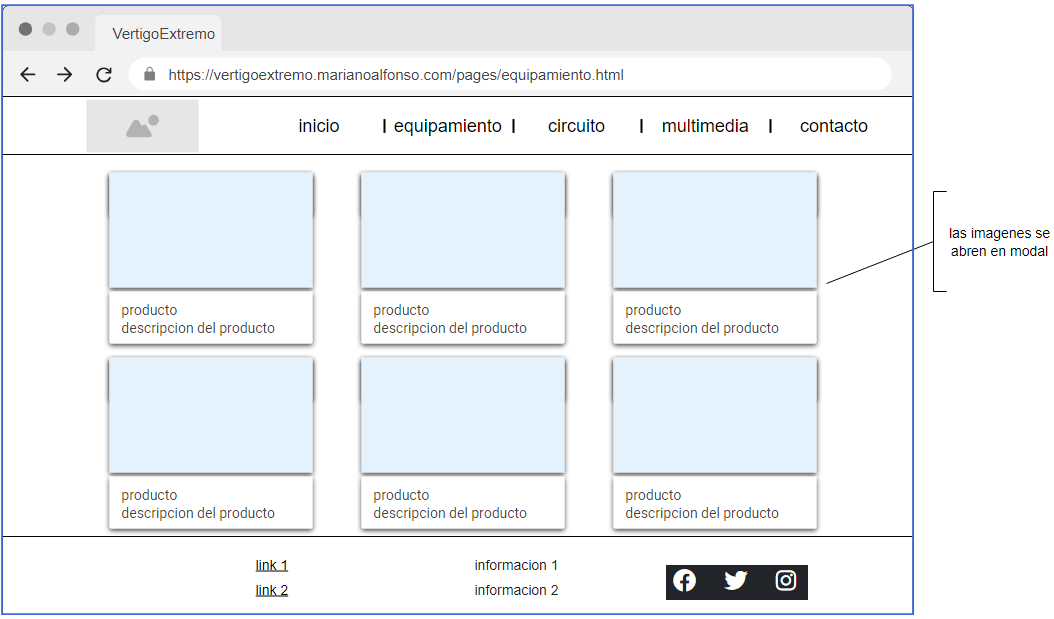 VertigoExtremo
https://vertigoextremo.marianoalfonso.com/pages/equipamiento.html
inicio | equipamiento | circuito | multimedia | contacto
las imagenes se
abren en modal
producto
descripcion del producto
producto
descripcion del producto
producto
descripcion del producto
producto
descripcion del producto
producto
descripcion del producto
producto
descripcion del producto
link 1
link 2
informacion 1
informacion 2